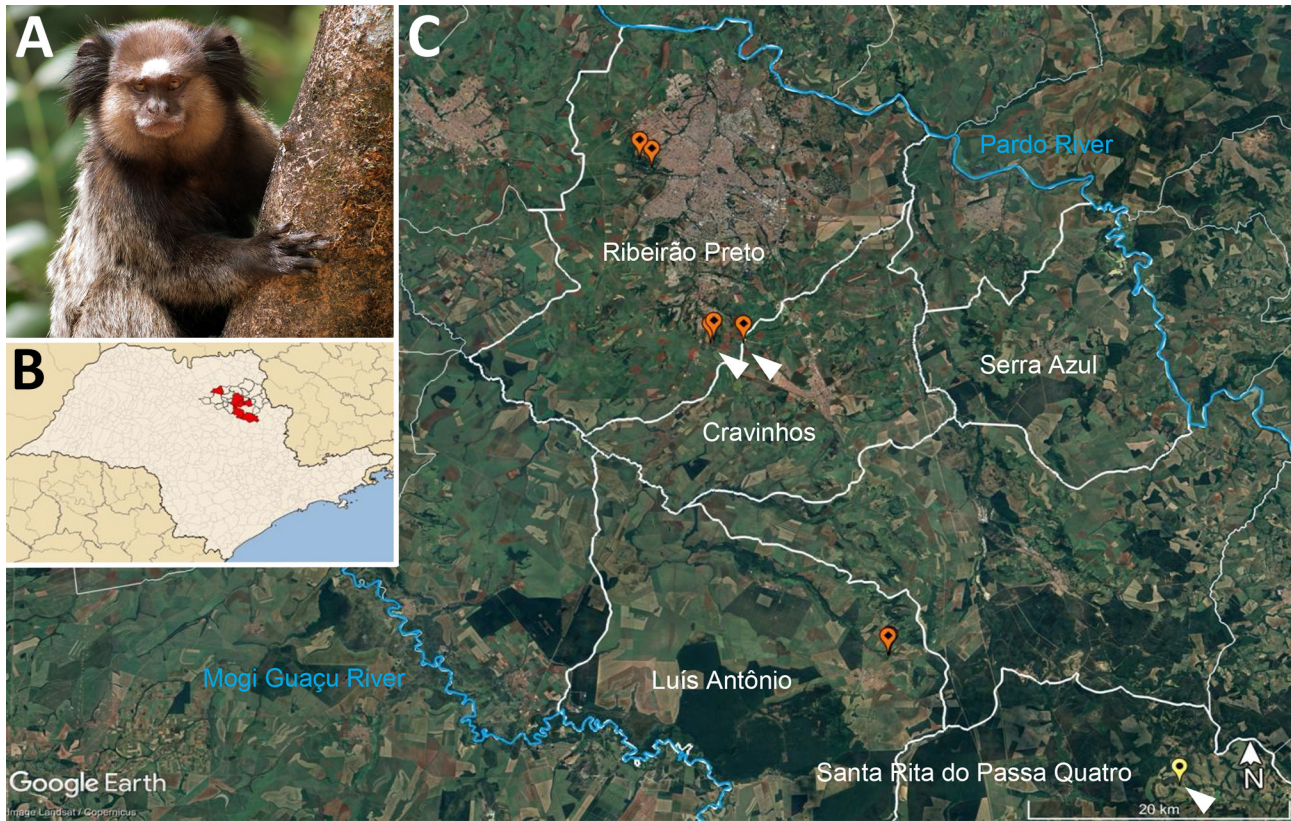 A
B
C
Pardo River
Ribeirão Preto
Serra Azul
Cravinhos
Mogi Guaçu River
Luís Antônio
Santa Rita do Passa Quatro
N
20 km
Google Earth
Image Landsat / Copernicus